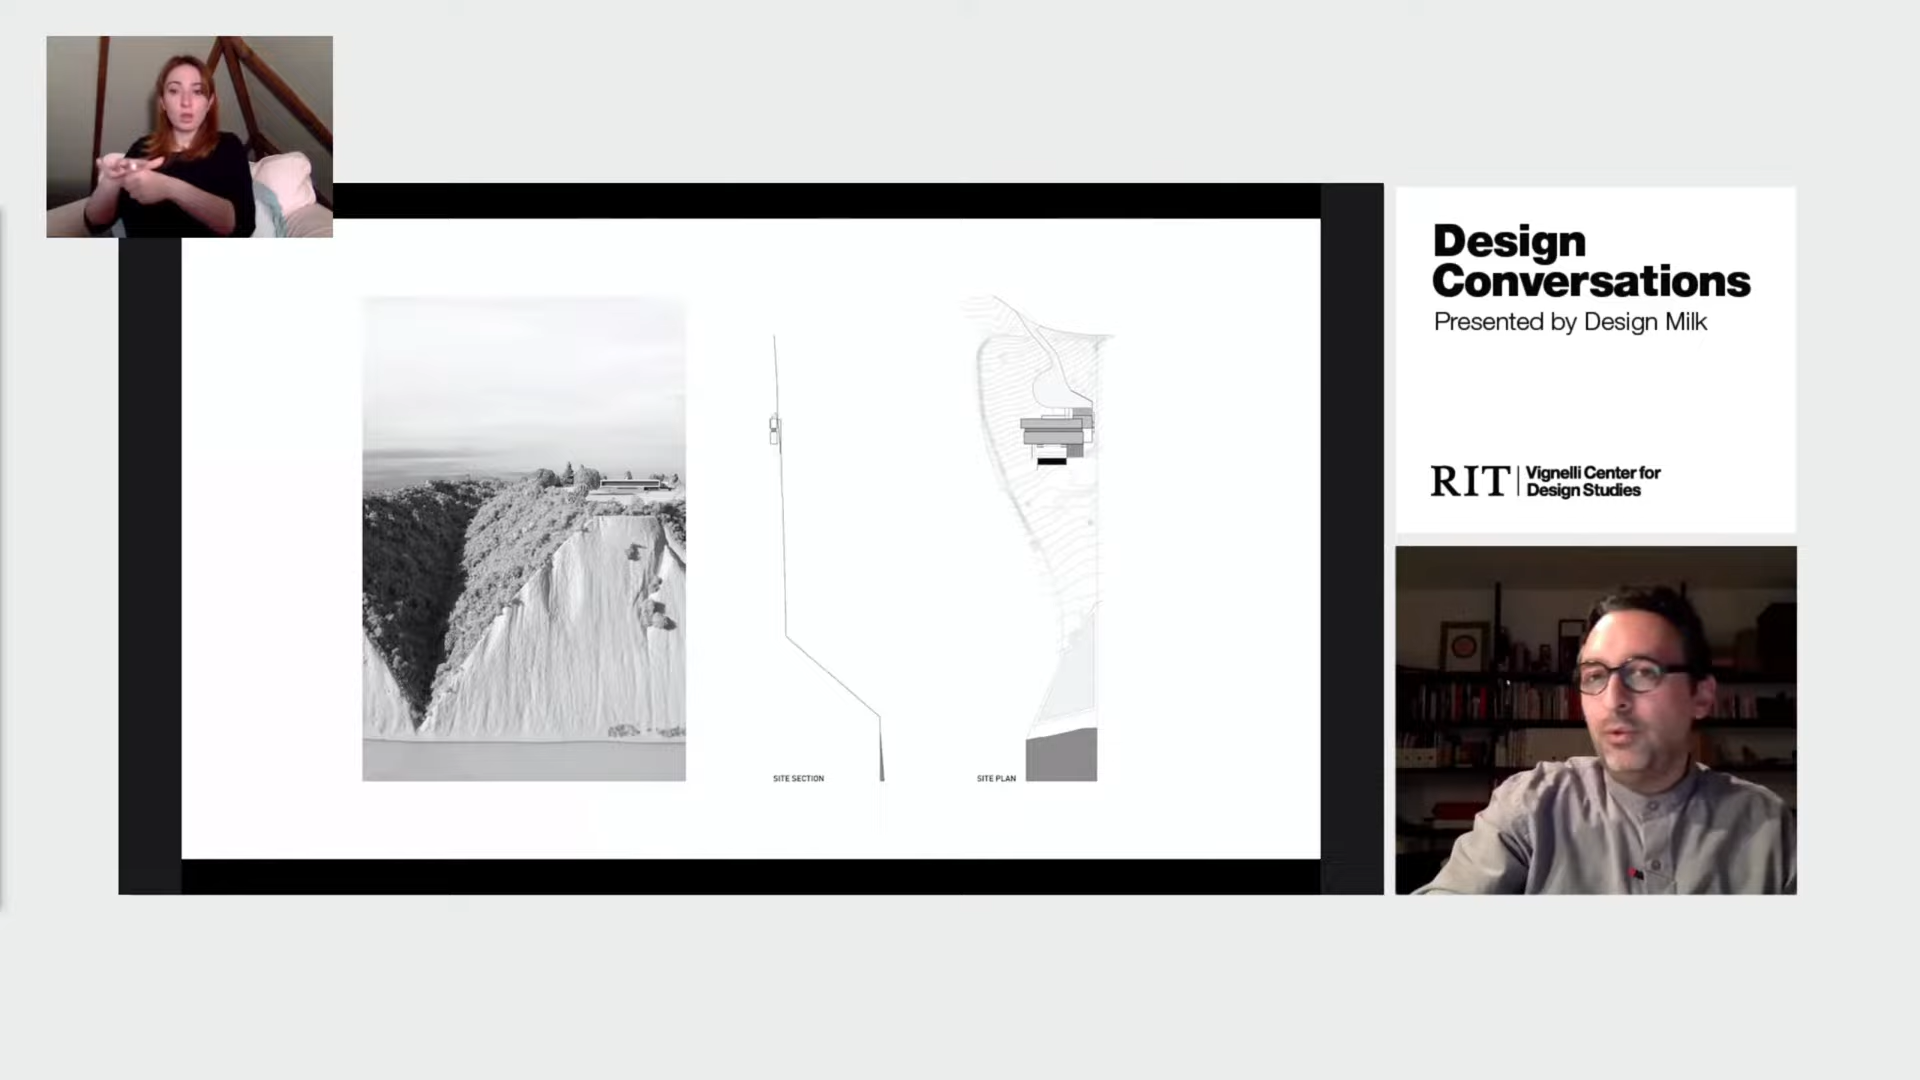 Design
Conversations
Presented by Design Milk
RIT
Vignelli Center for
Design Studies
SITE SECTION
SITE PLAN